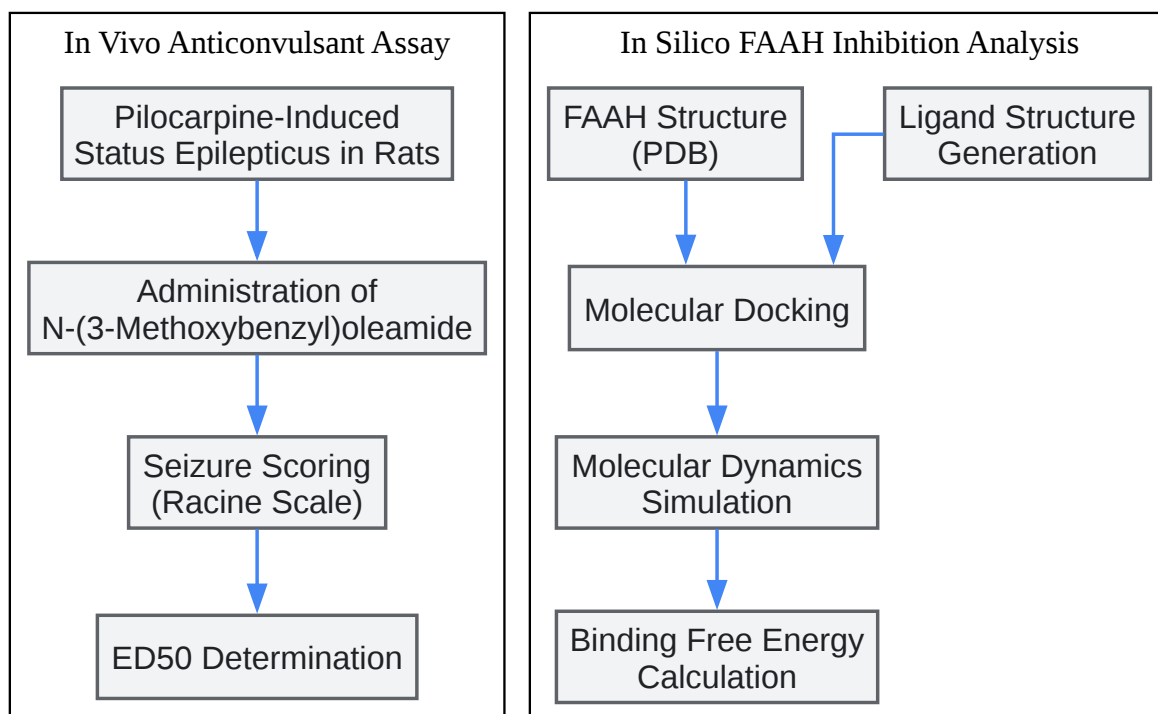 In Vivo Anticonvulsant Assay
Pilocarpine-Induced
Status Epilepticus in Rats
Administration of
N-(3-Methoxybenzyl)oleamide
Seizure Scoring
(Racine Scale)
ED50 Determination
In Silico FAAH Inhibition Analysis
FAAH Structure
(PDB)
Ligand Structure
Generation
Molecular Docking
Molecular Dynamics
Simulation
Binding Free Energy
Calculation